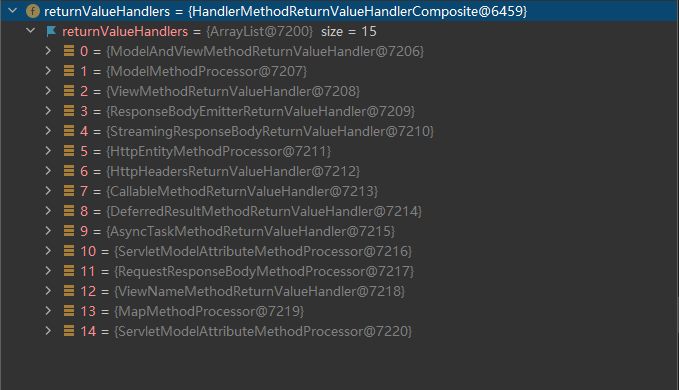 f returnValueHandlers = {HandlerMethodReturnValueHandlerComposite@6459}
returnValueHandlers = {ArrayList@7200} size = 15
0 = {ModelAndViewMethodReturnValueHandler@7206}
1 = {ModelMethodProcessor@7207}
2 = {ViewMethodReturnValueHandler@7208}
3 = {ResponseBodyEmitterReturnValueHandler@7209}
4 = {StreamingResponseBodyReturnValueHandler@7210}
5 = {HttpEntityMethodProcessor@7211}
6 = {HttpHeadersReturnValueHandler@7212}
7 = {CallableMethodReturnValueHandler@7213}
8 = {DeferredResultMethodReturnValueHandler@7214}
9 = {AsyncTaskMethodReturnValueHandler@7215}
10 = {ServletModelAttributeMethodProcessor@7216}
11 = {RequestResponseBodyMethodProcessor@7217}
12 = {ViewNameMethodReturnValueHandler@7218}
13 = {MapMethodProcessor@7219}
14 = {ServletModelAttributeMethodProcessor@7220}